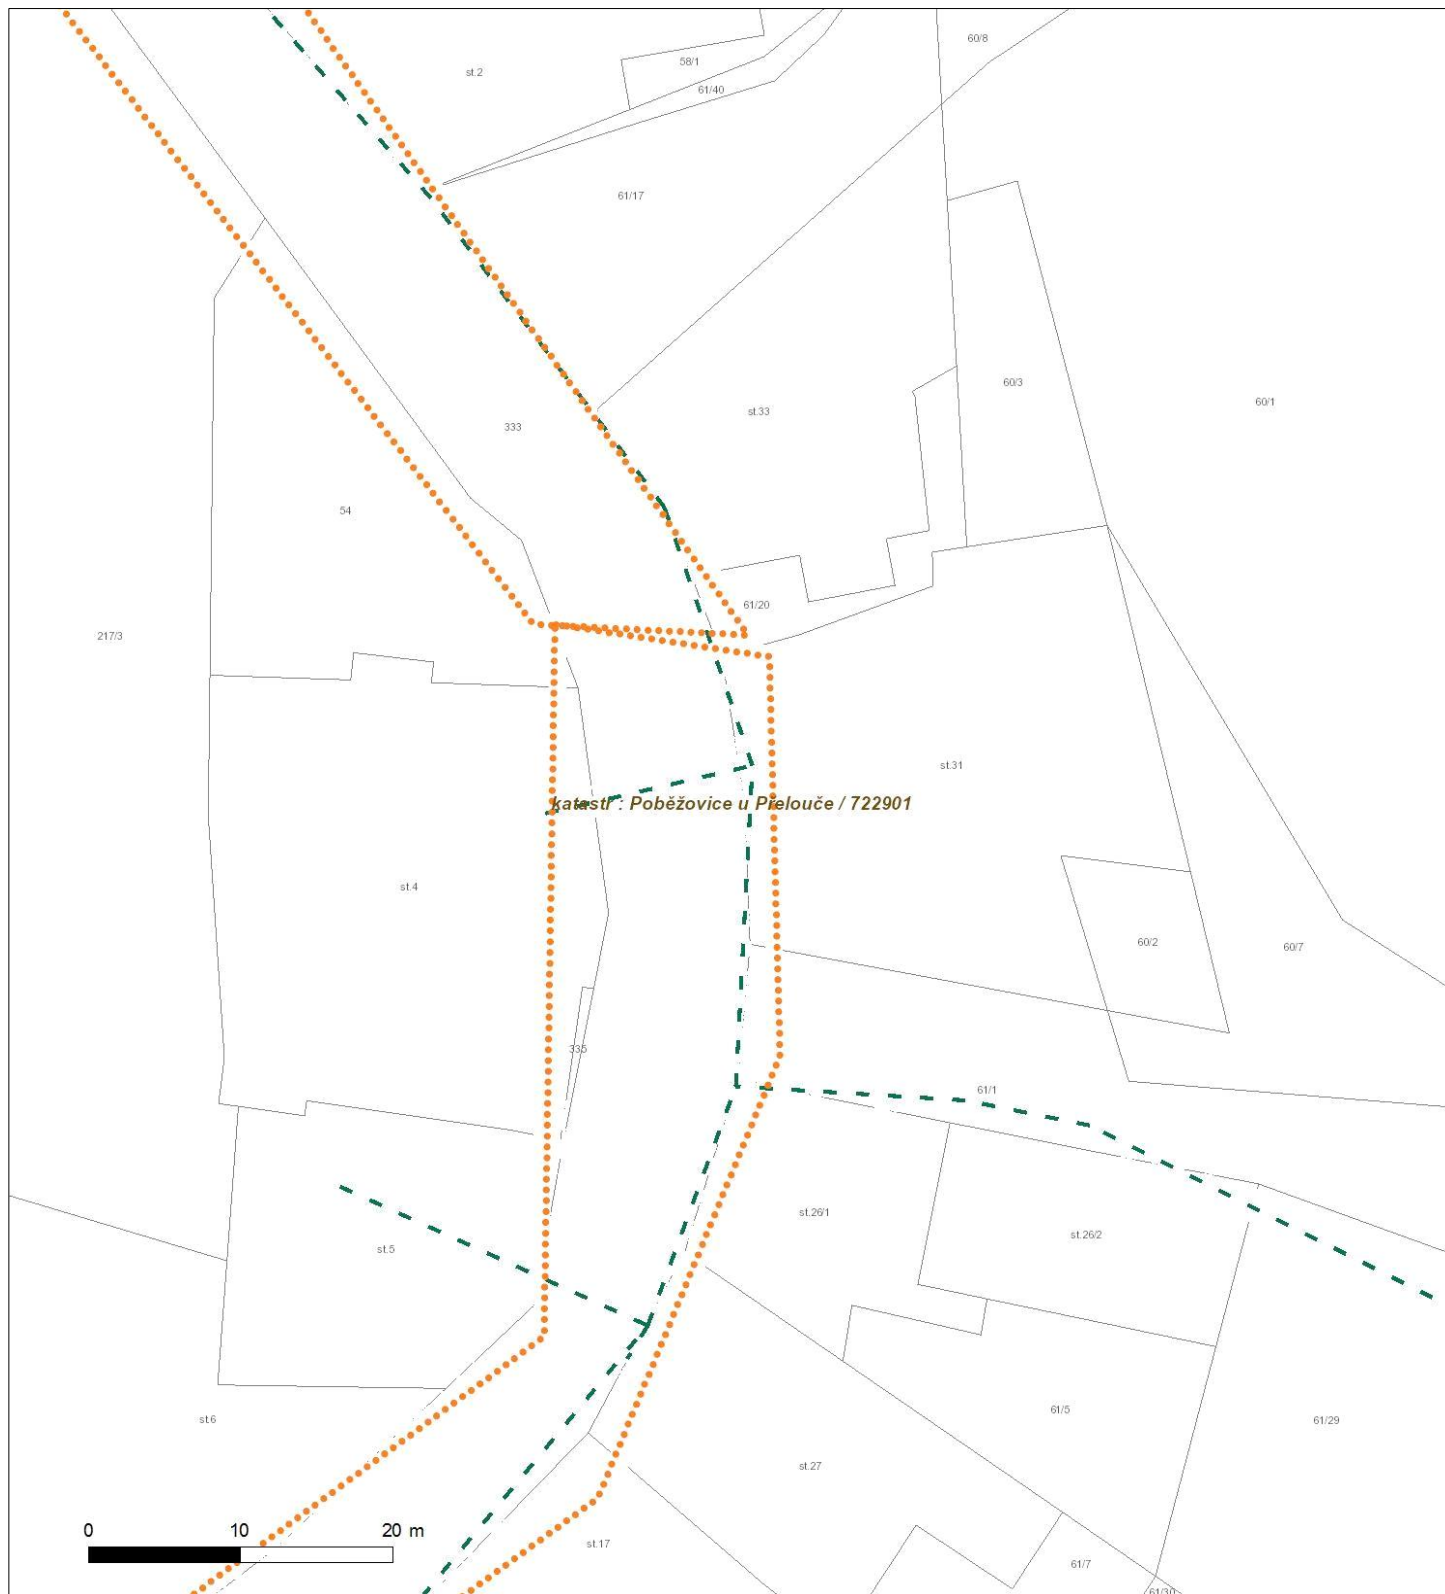 60/8
58/1
st.2
61/40
61/17
60/3
60/1
st.33
333
54
61/20
217/3
st.31
katastr : Poběžovice u Přelouče / 722901
st.4
60/2
60/7
335
61/1
st.26/1
st.26/2
st.5
61/5
st.6
61/29
st.27
0 10 20 m
st.17
61/7
61/30